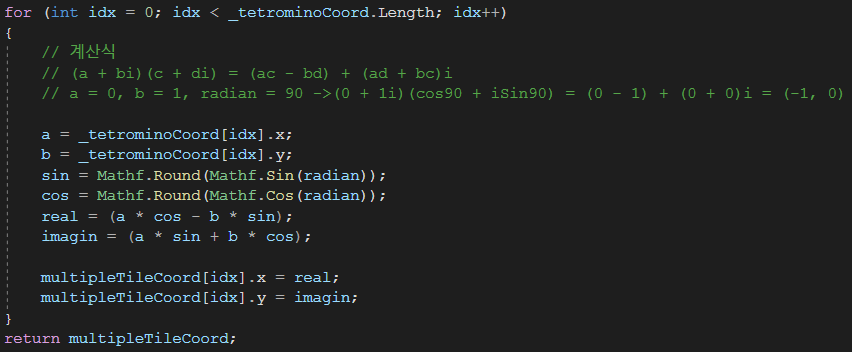 for (int idx = 0; idx < _tetrominoCoord.Length; idx++)
{
// 계산식
// (a + bi)(c + di) = (ac - bd) + (ad + bc)i
// a = 0, b = 1, radian = 90 ->(0 + 1i)(cos90 + iSin90) = (0 - 1) + (0 + 0)i = (-1, 0)
a = _tetrominoCoord[idx].x;
b = _tetrominoCoord[idx].y;
sin = Mathf.Round(Mathf.Sin(radian));
cos = Mathf.Round(Mathf.Cos(radian));
real = (a * cos - b * sin);
imagin = (a * sin + b * cos);
multipleTileCoord[idx].x = real;
multipleTileCoord[idx].y = imagin;
}
return multipleTileCoord;